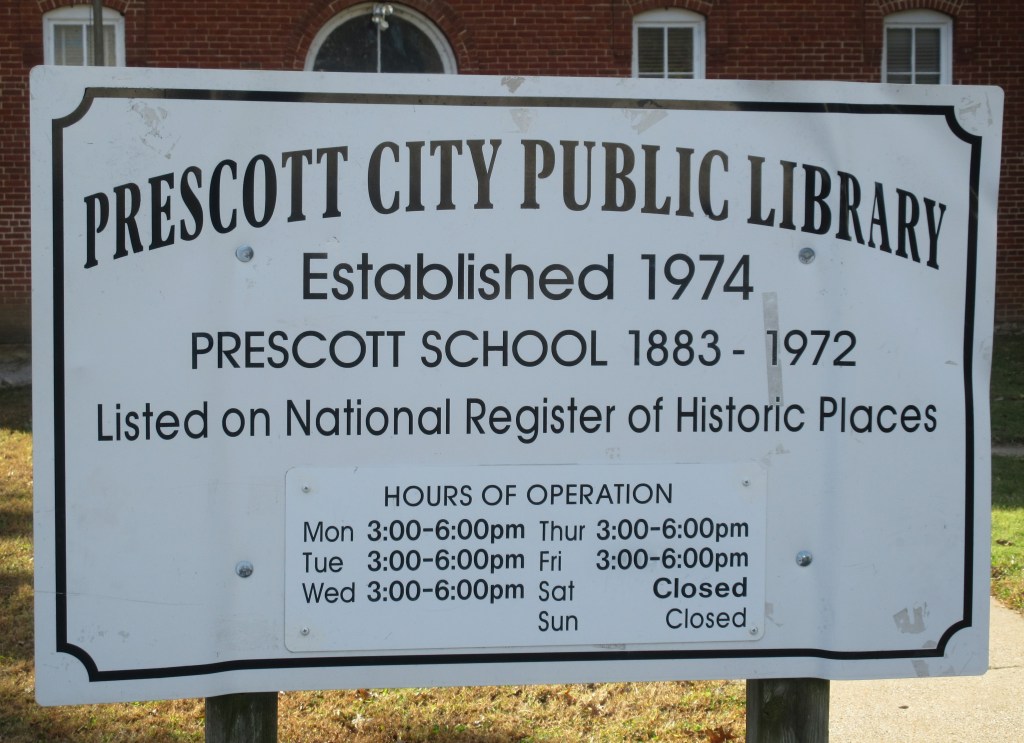 PRESCOTT CITY PUBLIC LIBRARY
Established 1974
PRESCOTT SCHOOL 1883 - 1972
Listed on National Register of Historic Places
HOURS OF OPERATION
Mon 3:00-6:00pm Thur 3:00-6:00pm
Tue 3:00-6:00pm Fri 3:00-6:00pm
Wed 3:00-6:00pm Sat Closed
Sun Closed